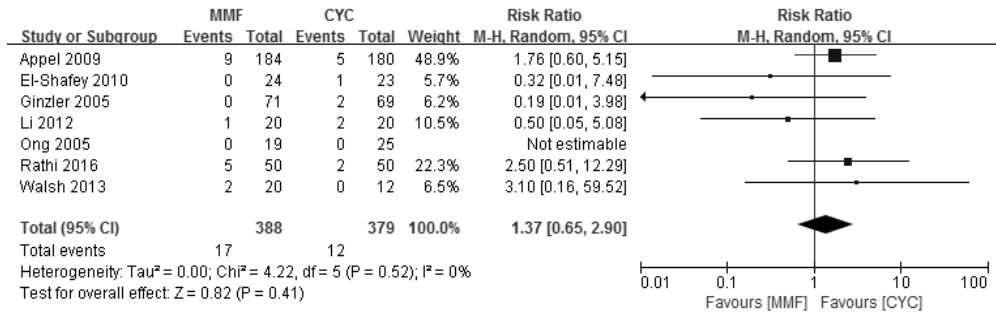 MMF CYC Risk Ratio Risk Ratio
Study or Subgroup Events Total Events Total Weight M-H, Random, 95% CI M-H, Random, 95% CI
Appel 2009 9 184 5 180 48.9% 1.76 [0.60, 5.15]
El-Shafey 2010 0 24 1 23 5.7% 0.32 [0.01, 7.48]
Ginzler 2005 0 71 2 69 6.2% 0.19 [0.01, 3.98]
Li 2012 1 20 2 20 10.5% 0.50 [0.05, 5.08]
Ong 2005 0 19 0 25 Not estimable
Rathi 2016 5 50 2 50 22.3% 2.50 [0.51, 12.29]
Walsh 2013 2 20 0 12 6.5% 3.10 [0.16, 59.52]
Total (95% CI) 388 379 100.0% 1.37 [0.65, 2.90]
Total events 17 12
Heterogeneity: Tau² = 0.00; Chi² = 4.22, df = 5 (P = 0.52); I² = 0%
Test for overall effect: Z = 0.82 (P = 0.41)
0.01 0.1 1 10 100
Favours [MMF] Favours [CYC]